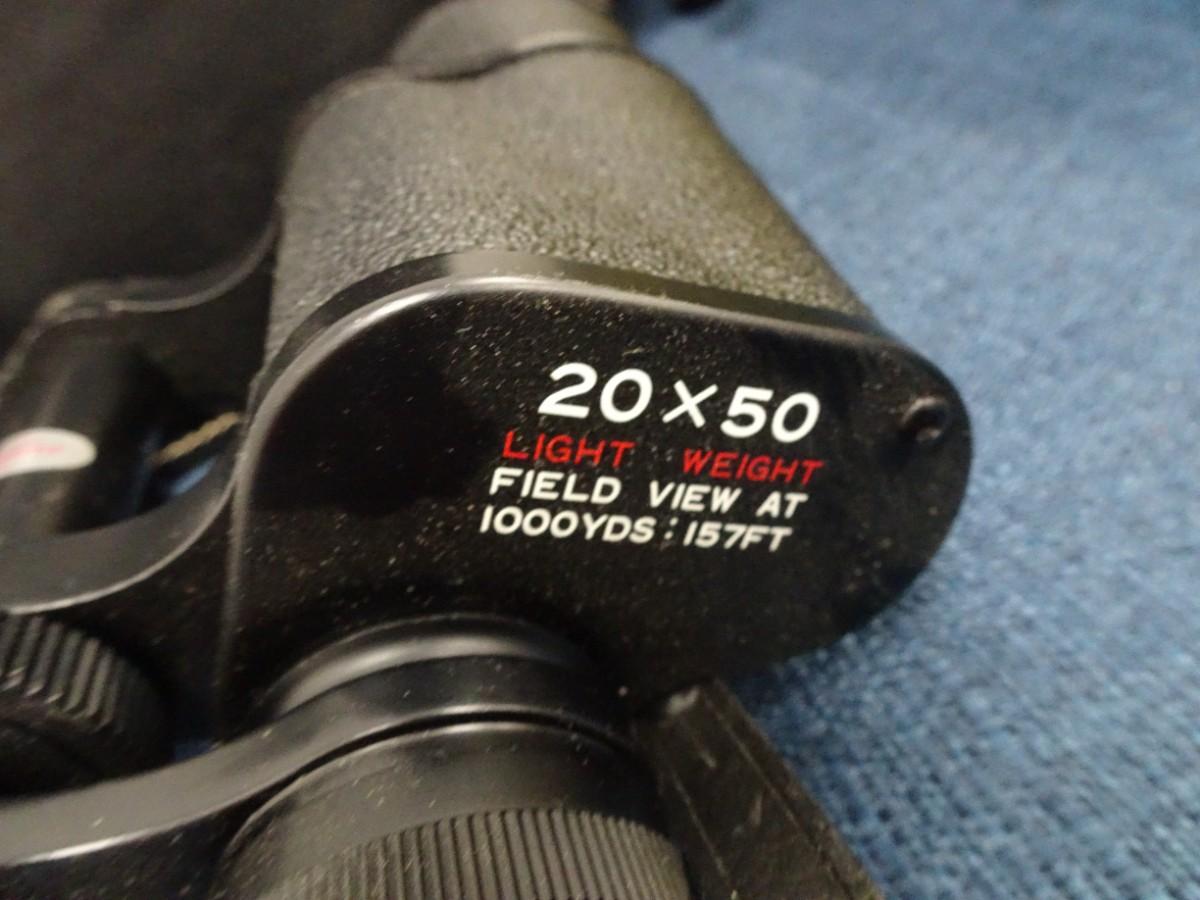 20×50
LIGHT WEIGHT
FIELD VIEW AT
1000YDS:157FT